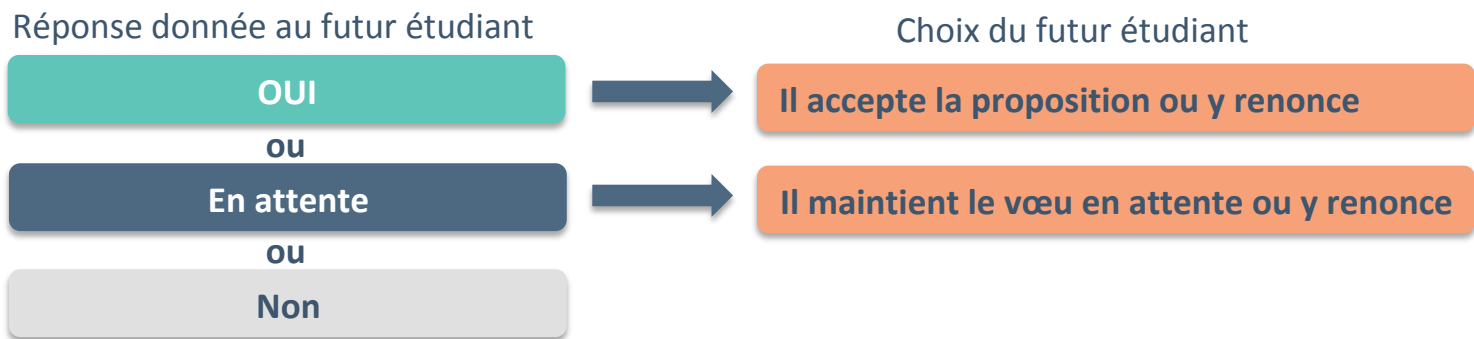 Réponse donnée au futur étudiant
Choix du futur étudiant
OUI
Il accepte la proposition ou y renonce
ou
En attente
Il maintient le vœu en attente ou y renonce
ou
Non